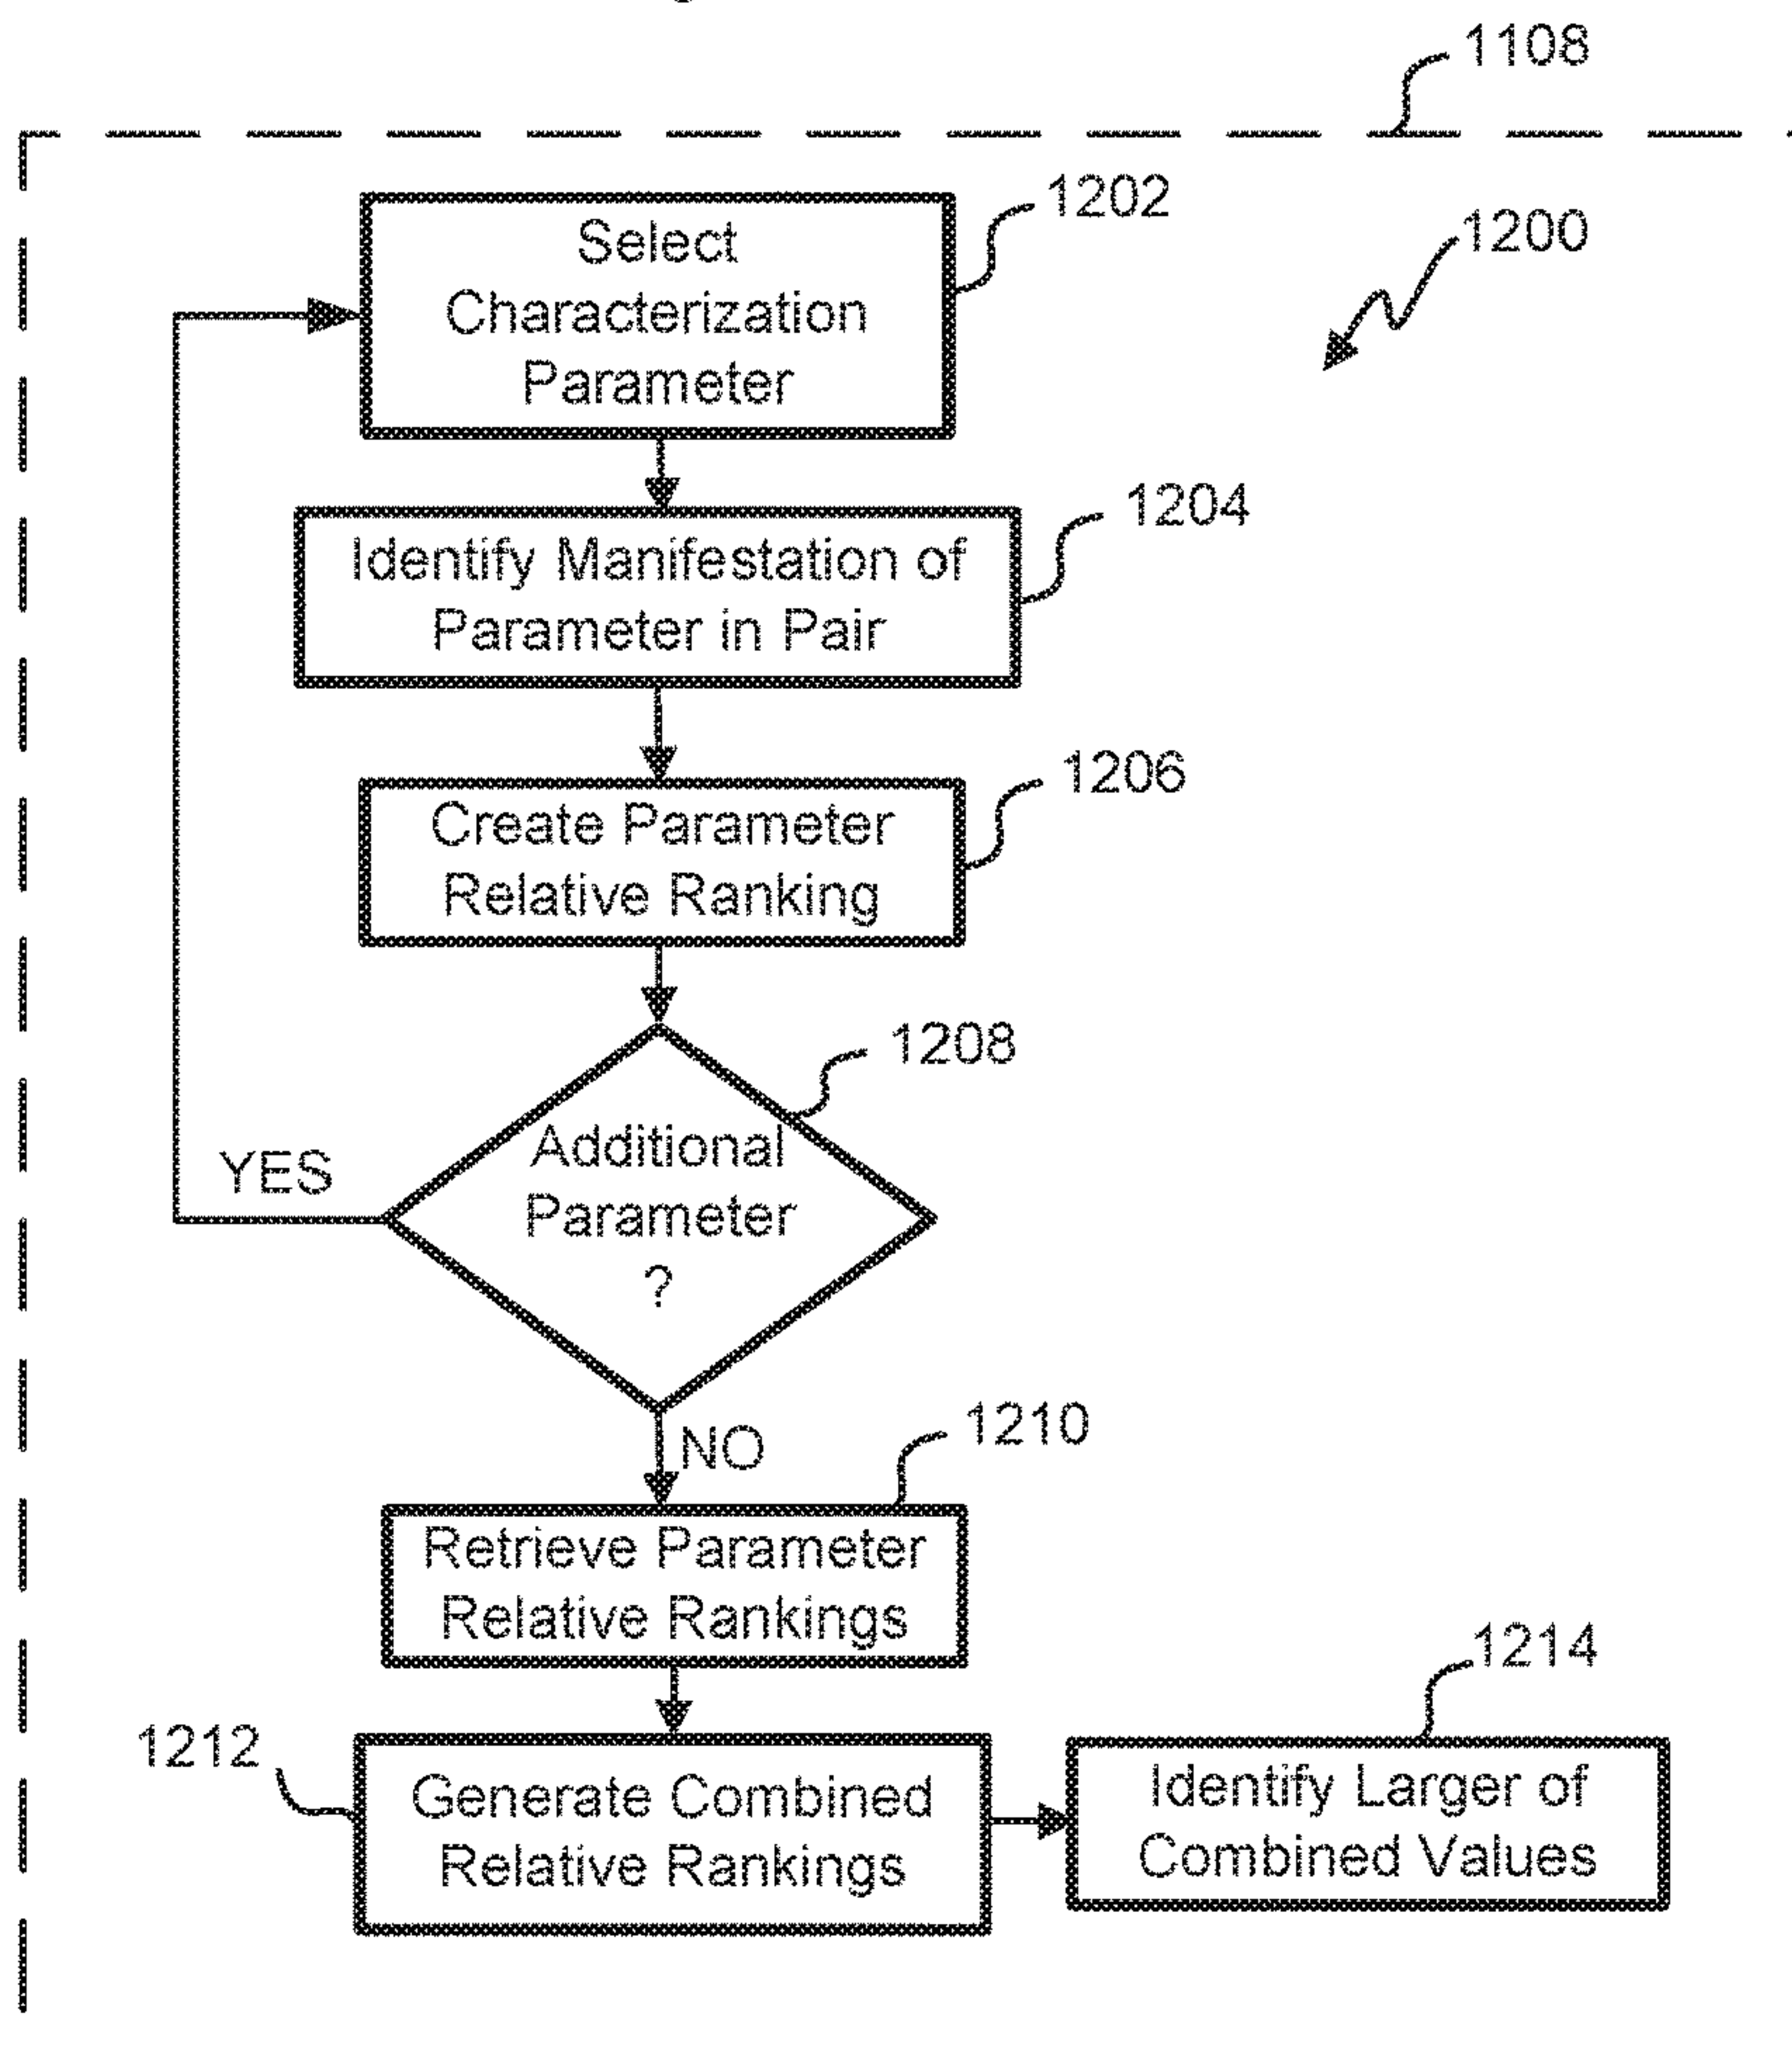 1108
1202
1200
Select
Characterization
Parameter
1204
Identify Manifestation of
Parameter in Pair
1206
Create Parameter
Relative Ranking
1208
Additional
Parameter
?
YES
NO
1210
Retrieve Parameter
Relative Rankings
1214
1212
Generate Combined
Relative Rankings
Identify Larger of
Combined Values